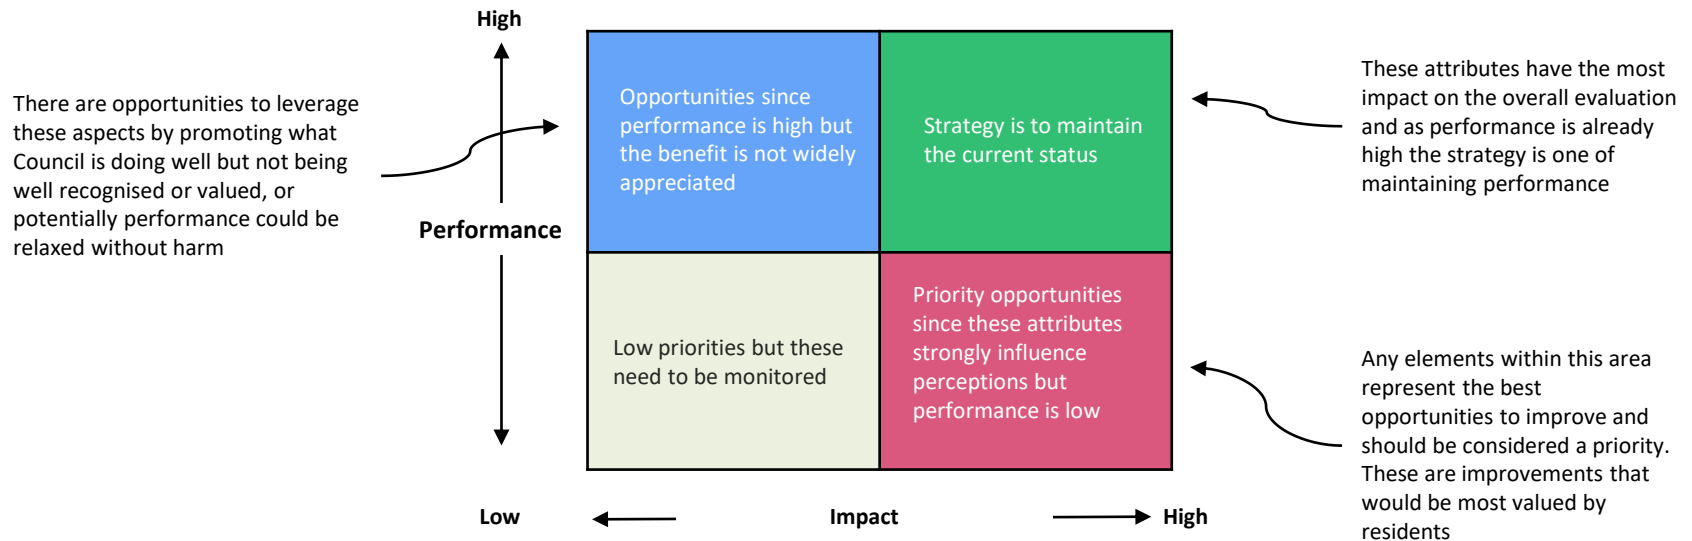 High
There are opportunities to leverage
these aspects by promoting what
Council is doing well but not being
well recognised or valued, or
potentially performance could be
relaxed without harm
Performance
Opportunities since
performance is high but
the benefit is not widely
appreciated
Strategy is to maintain
the current status
These attributes have the most
impact on the overall evaluation
and as performance is already
high the strategy is one of
maintaining performance
Low priorities but these
need to be monitored
Priority opportunities
since these attributes
strongly influence
perceptions but
performance is low
Any elements within this area
represent the best
opportunities to improve and
should be considered a priority.
These are improvements that
would be most valued by
residents
Low
Impact
High